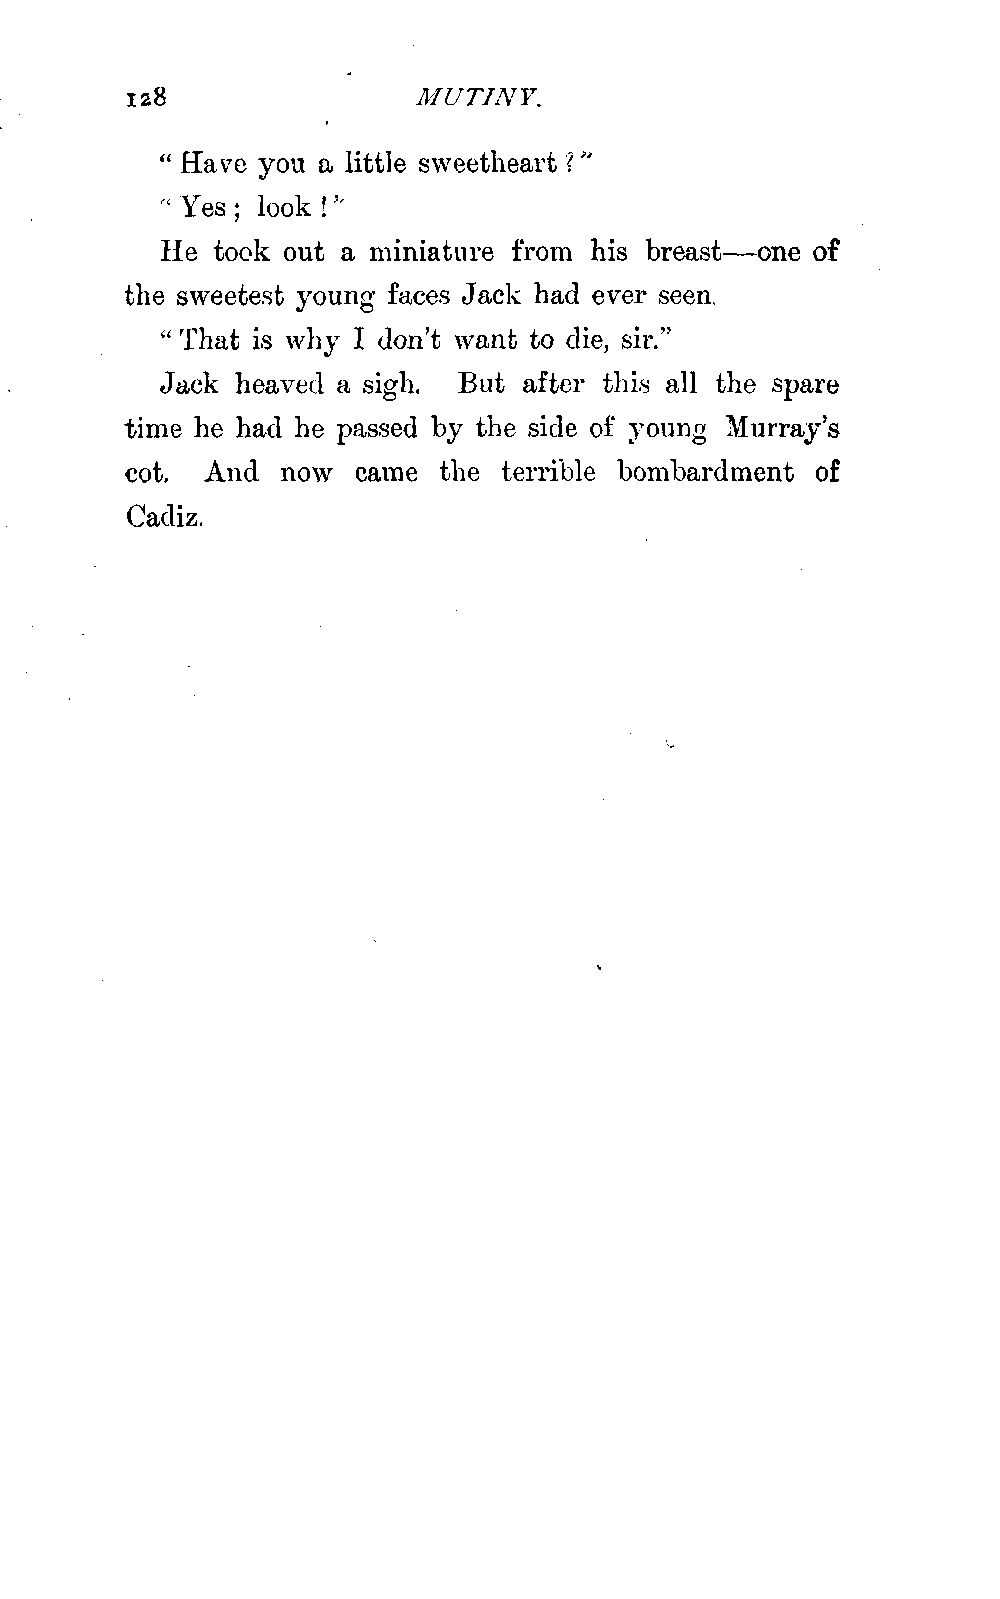 128 MUTINY.
“ Have you a little sweetheart ? ”
“ Yes ; look ! ”
He took out a miniature from his breast—one of
the sweetest young faces Jack had ever seen.
“ That is why I don't want to die, sir.”
Jack heaved a sigh. But after this all the spare
time he had he passed by the side of young Murray's
cot. And now came the terrible bombardment of
Cadiz.